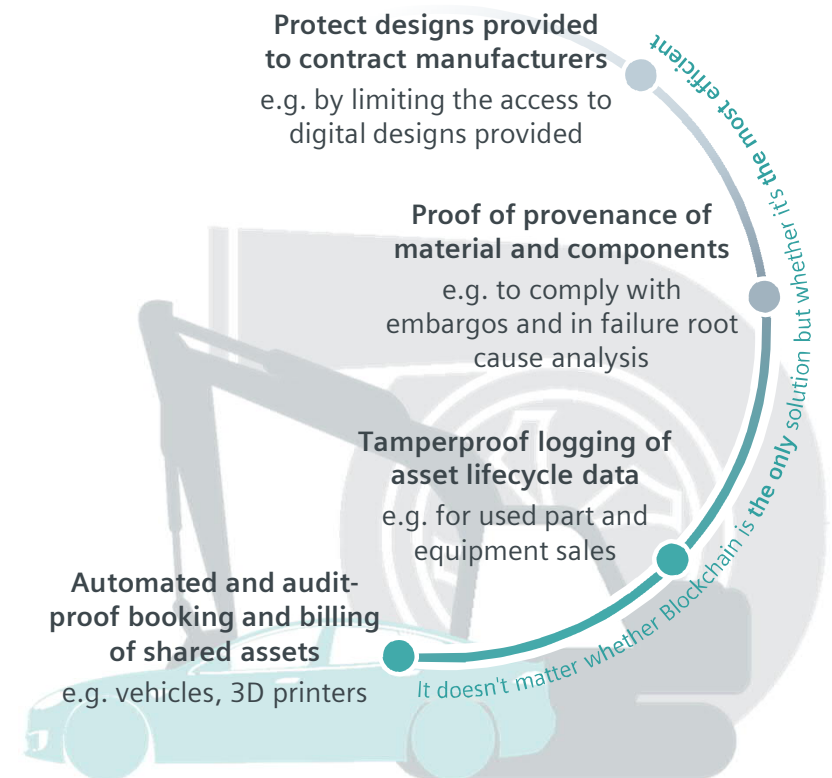 Protect designs provided
to contract manufacturers
e.g. by limiting the access to
digital designs provided
Proof of provenance of
material and components
e.g. to comply with
embargos and in failure root
cause analysis
Tamperproof logging of
asset lifecycle data
e.g. for used part and
equipment sales
Automated and audit-
proof booking and billing
of shared assets
e.g. vehicles, 3D printers
It doesn't matter whether Blockchain is the only solution but whether it's the most efficient